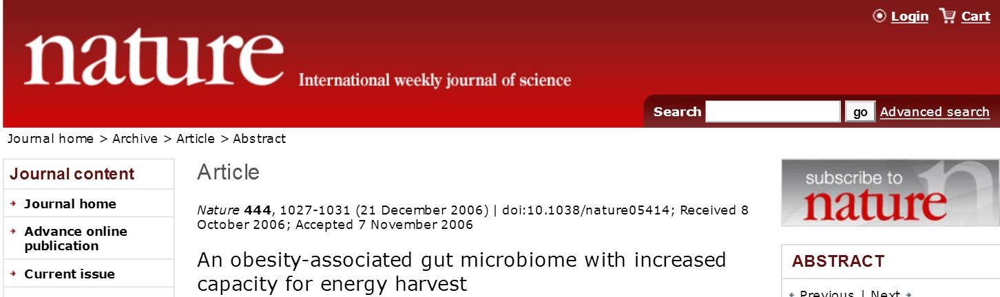 Login Cart
nature International weekly journal of science
Search go Advanced search
Journal home > Archive > Article > Abstract
Journal content
Journal home
Advance online
publication
Current issue
Article
Nature 444, 1027-1031 (21 December 2006) | doi:10.1038/nature05414; Received 8
October 2006; Accepted 7 November 2006
An obesity-associated gut microbiome with increased
capacity for energy harvest
subscribe to
nature
ABSTRACT
Previous | Next